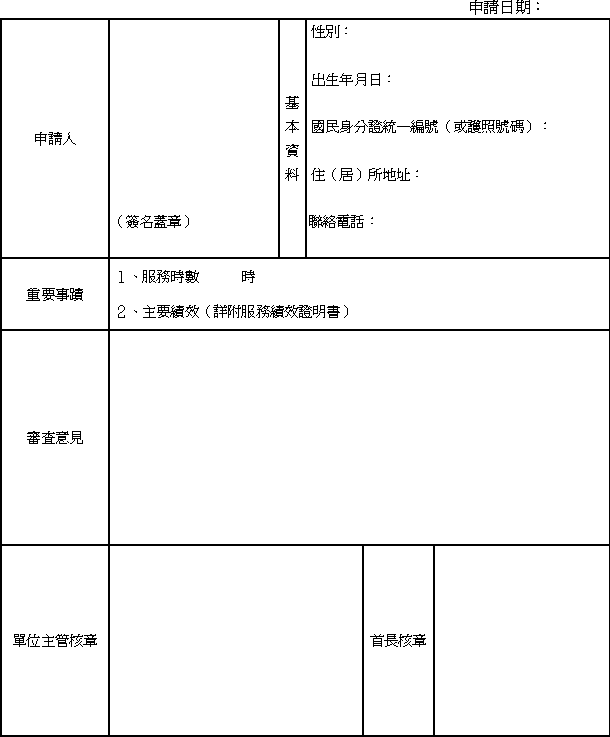 申請日期：
申請人
（簽名蓋章）
基本資料
性別：
出生年月日：
國民身分證統一編號（或護照號碼）：
住（居）所地址：
聯絡電話：
重要事蹟
１、服務時數　　　時
２、主要績效（詳附服務績效證明書）
審查意見
單位主管核章
首長核章